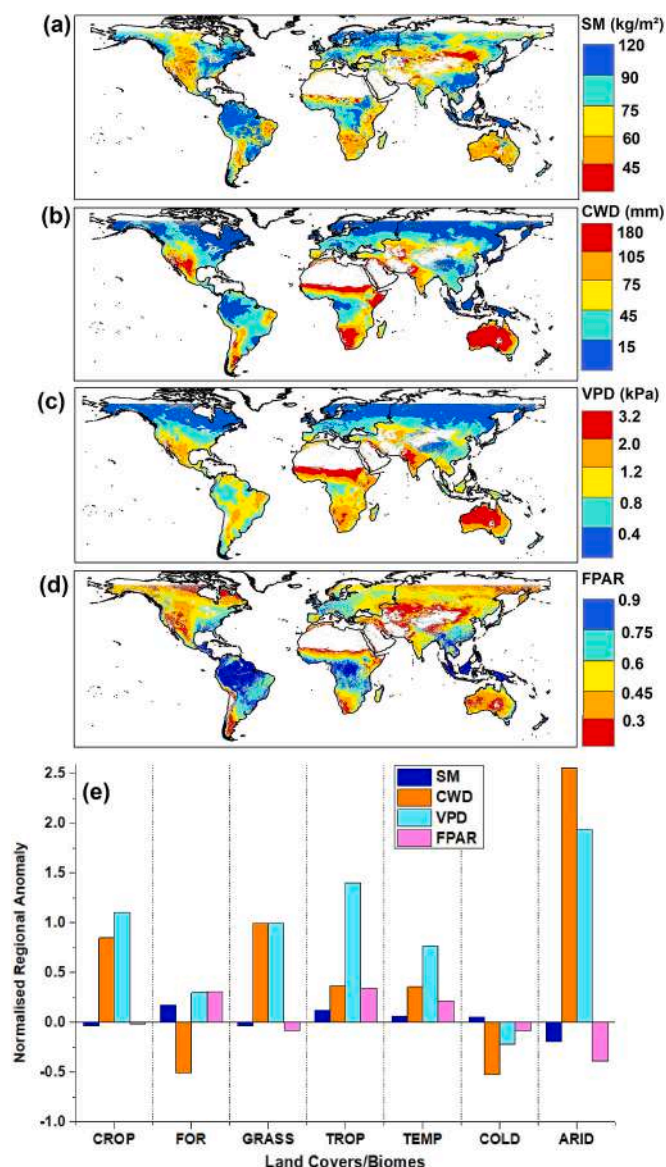 (a)
SM (kg/m²)
120
90
75
60
45
(b)
CWD (mm)
180
105
75
45
15
(c)
VPD (kPa)
3.2
2.0
1.2
0.8
0.4
(d)
FPAR
0.9
0.75
0.6
0.45
0.3
(e)
SM
CWD
VPD
FPAR
Normalised Regional Anomaly
2.5
2.0
1.5
1.0
0.5
0.0
-0.5
-1.0
CROP FOR GRASS TROP TEMP COLD ARID
Land Covers/Biomes